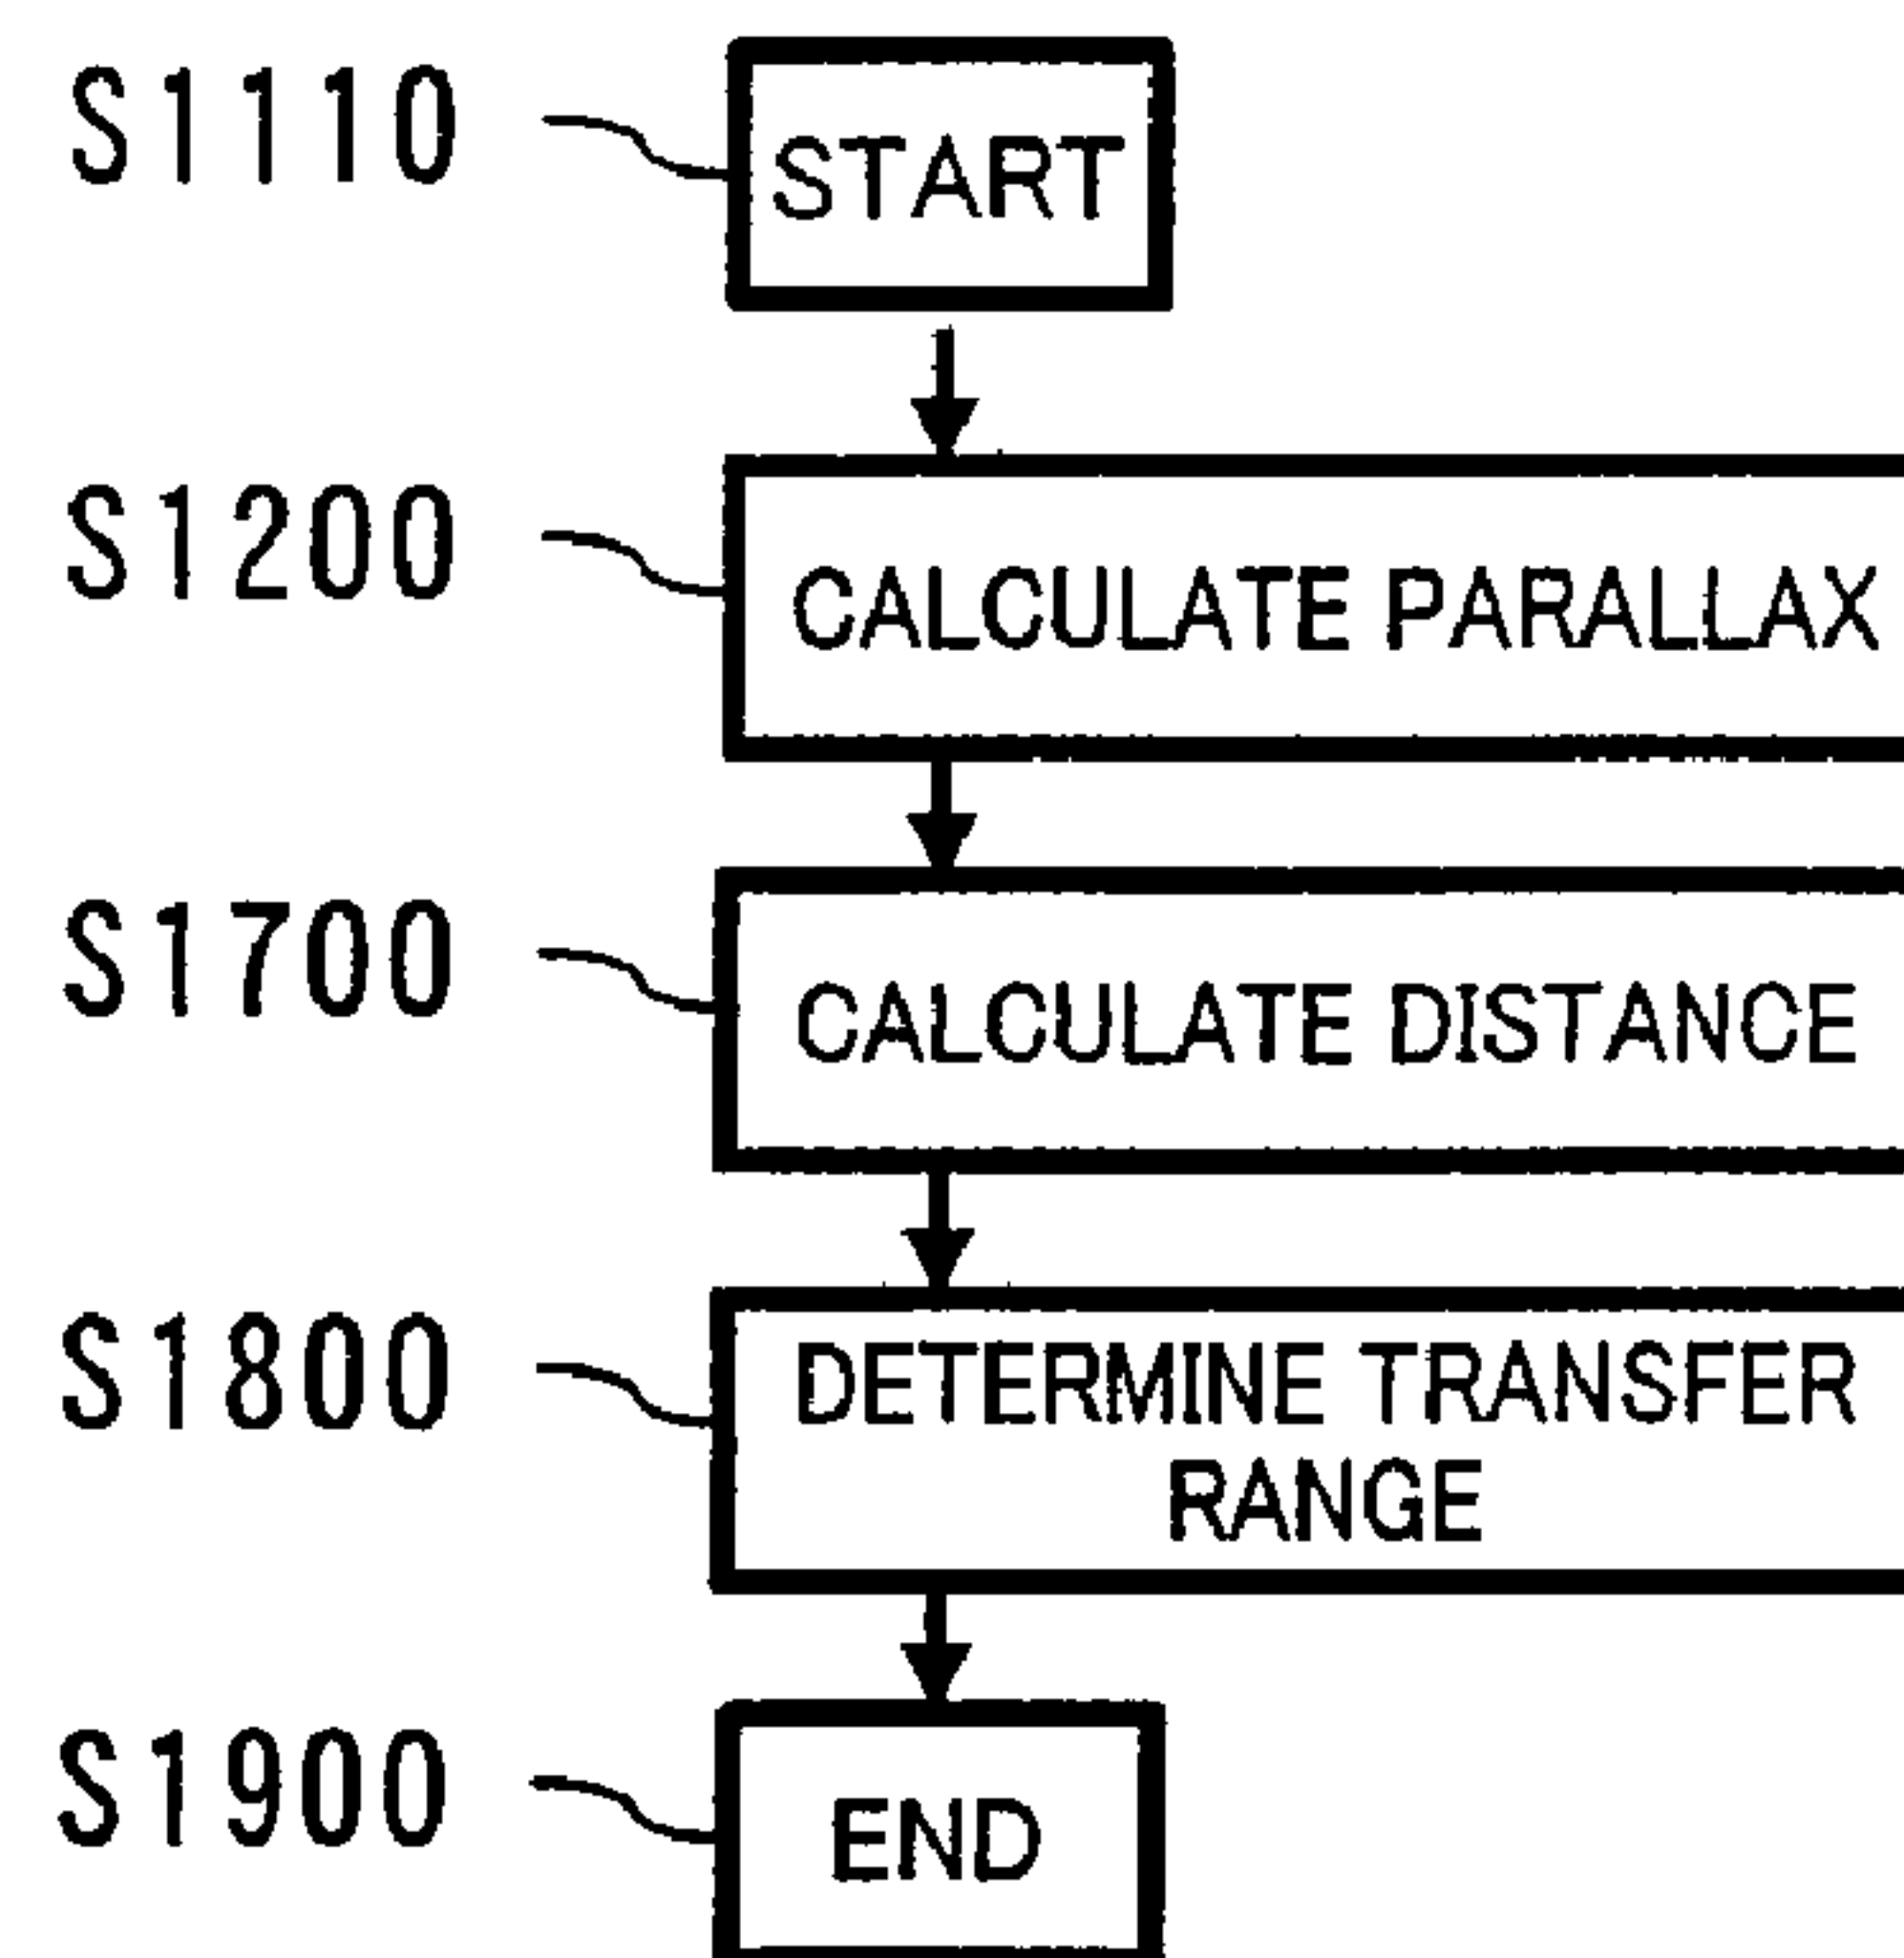 S1110 START
S1200 CALCULATE PARALLAX
S1700 CALCULATE DISTANCE
S1800 DETERMINE TRANSFER
RANGE
S1900 END